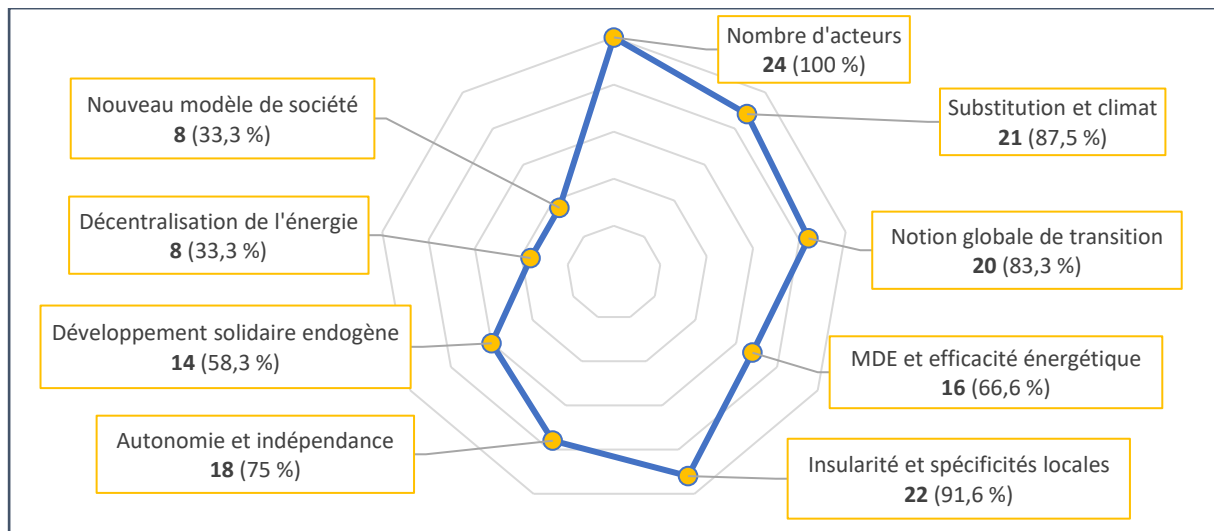 Nombre d'acteurs
24 (100 %)
Substitution et climat
21 (87,5 %)
Notion globale de transition
20 (83,3 %)
MDE et efficacité énergétique
16 (66,6 %)
Insularité et spécificités locales
22 (91,6 %)
Autonomie et indépendance
18 (75 %)
Développement solidaire endogène
14 (58,3 %)
Décentralisation de l'énergie
8 (33,3 %)
Nouveau modèle de société
8 (33,3 %)